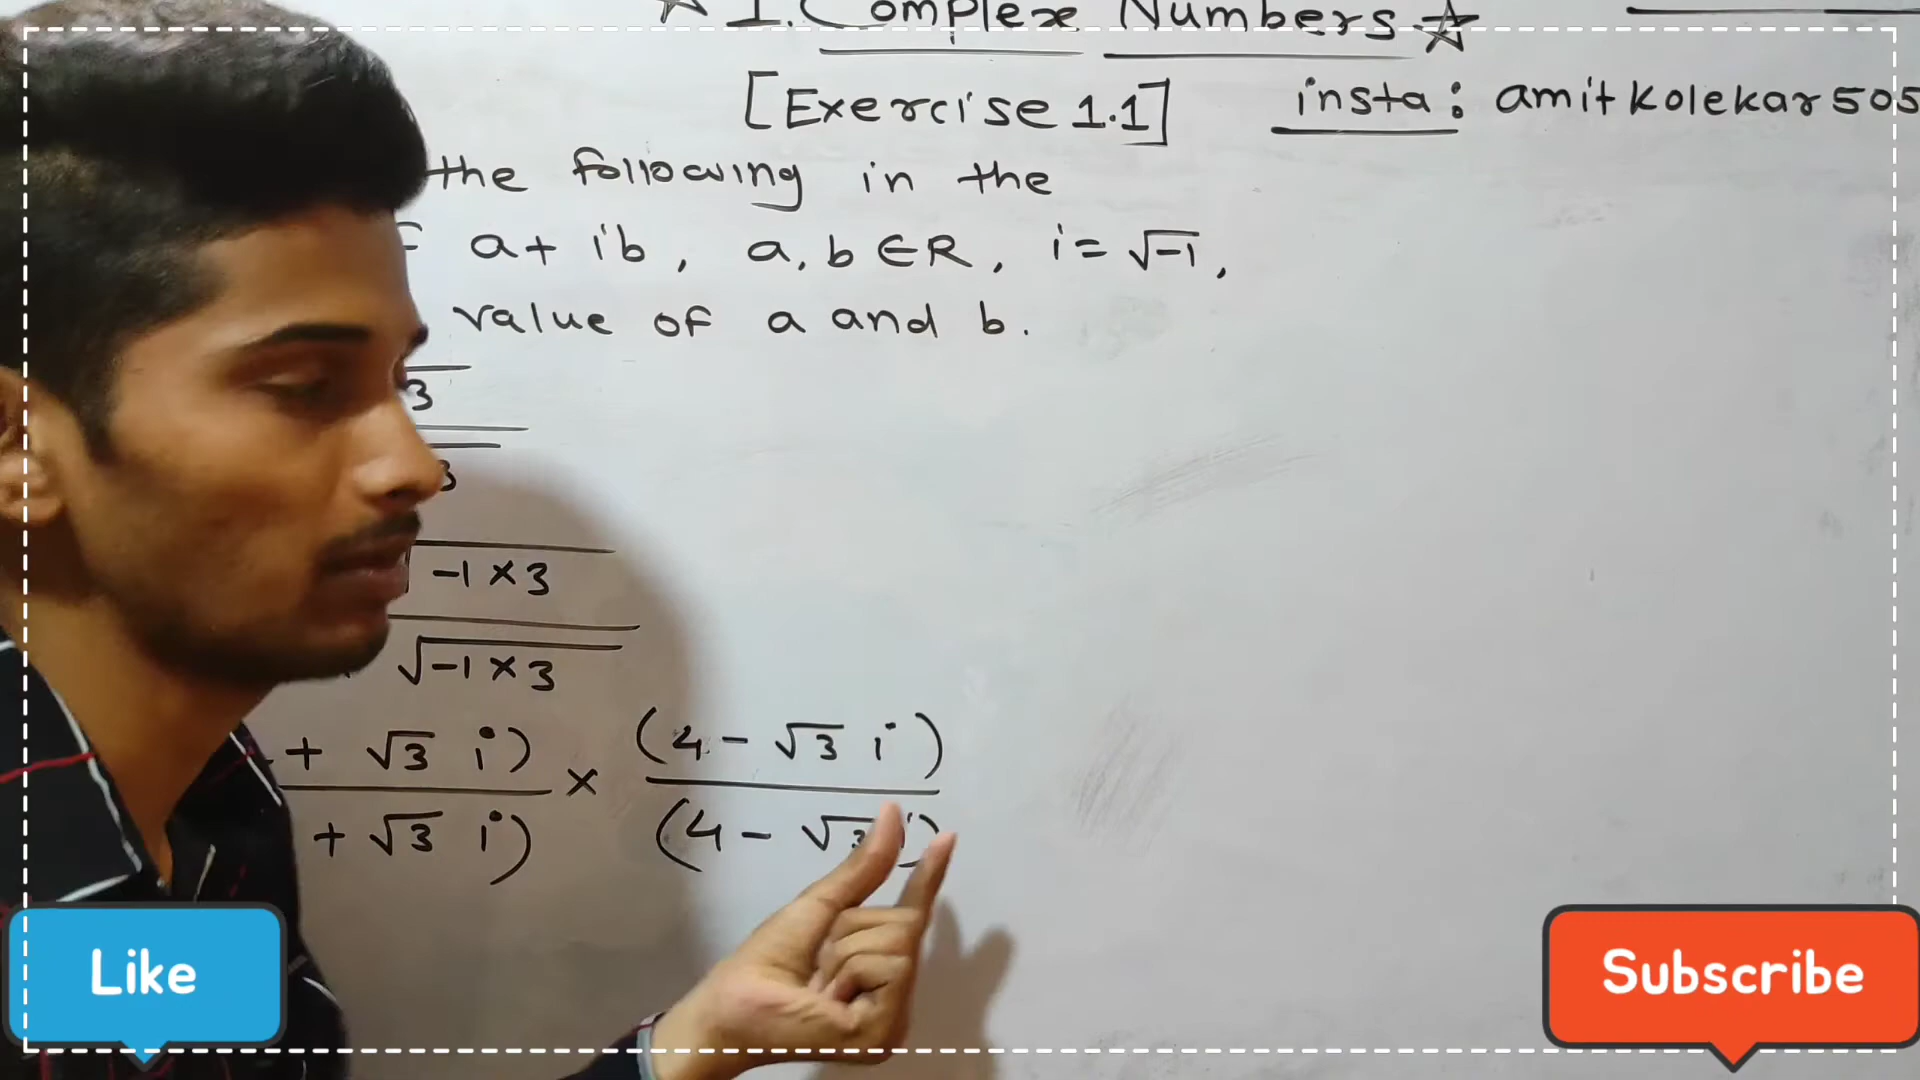 ☆ 1. Complex Numbers ☆
[Exercise 1.1] insta: amitkolekar505
the following in the
a + ib, a, b ∈ R, i = √-1,
value of a and b.
3
3
-1 × 3
√-1 × 3
+ √3 i) × (4 - √3 i)
+ √3 i) (4 - √3 i)
Like Subscribe